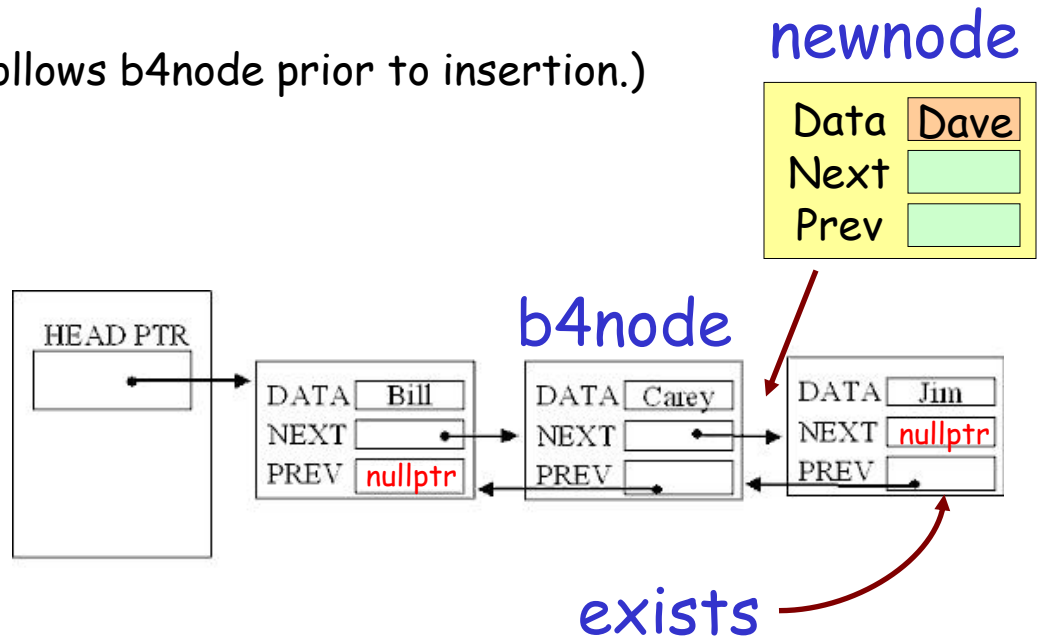 newnode
ollows b4node prior to insertion.)
Data Dave
Next
Prev
b4node
HEAD PTR
DATA Bill
NEXT
PREV nullptr
DATA Carey
NEXT
PREV
DATA Jim
NEXT nullptr
PREV
exists